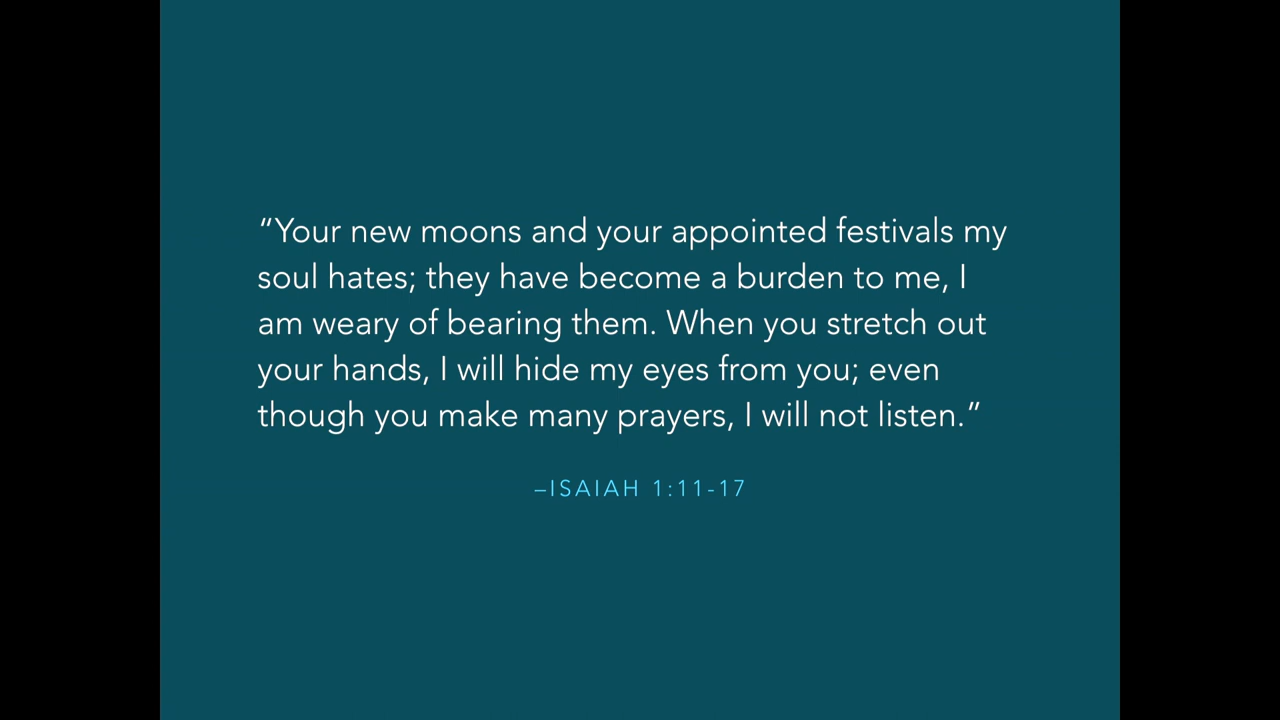 “Your new moons and your appointed festivals my
soul hates; they have become a burden to me, I
am weary of bearing them. When you stretch out
your hands, I will hide my eyes from you; even
though you make many prayers, I will not listen.”
–ISAIAH 1:11-17